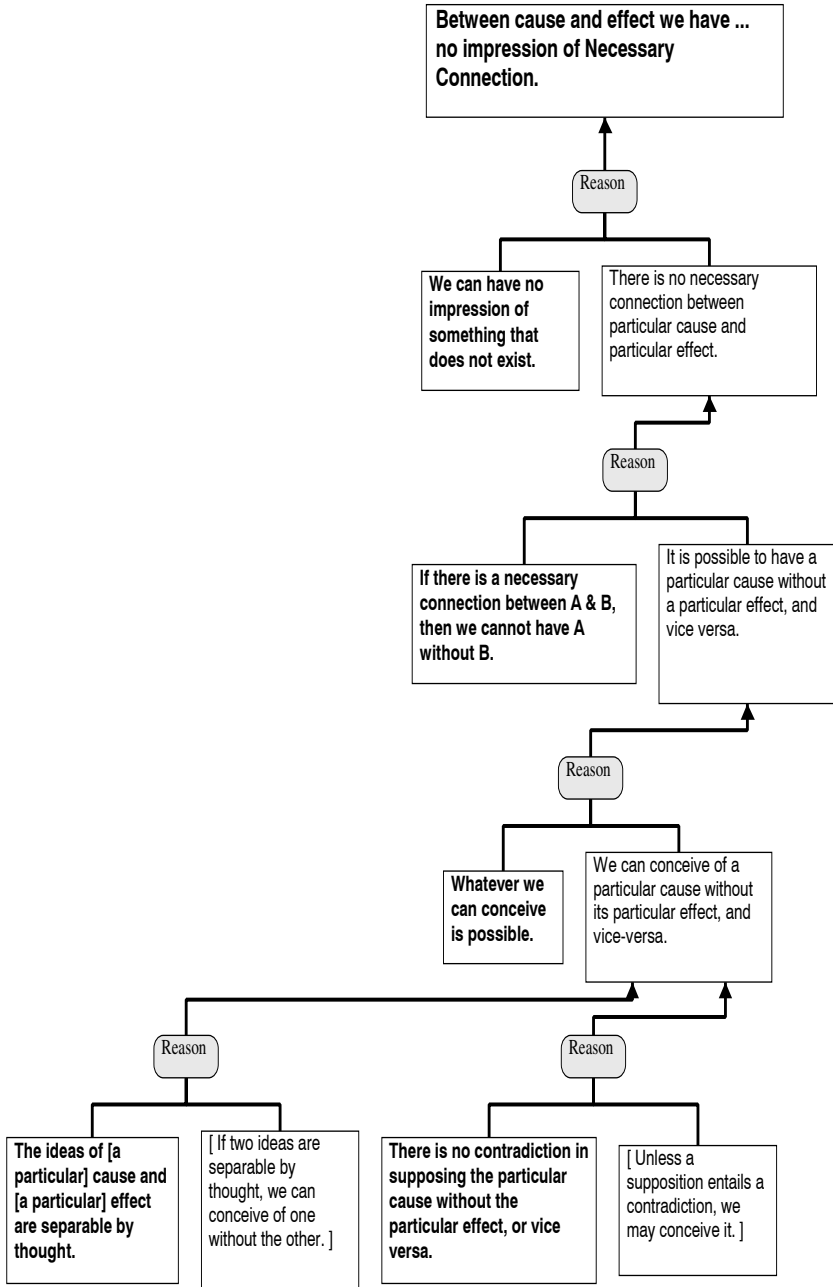 Between cause and effect we have ...
no impression of Necessary
Connection.
Reason
We can have no
impression of
something that
does not exist.
There is no necessary
connection between
particular cause and
particular effect.
Reason
If there is a necessary
connection between A & B,
then we cannot have A
without B.
It is possible to have a
particular cause without
a particular effect, and
vice versa.
Reason
Whatever we
can conceive
is possible.
We can conceive of a
particular cause without
its particular effect, and
vice-versa.
Reason
Reason
The ideas of [a
particular] cause and
[a particular] effect
are separable by
thought.
[ If two ideas are
separable by
thought, we can
conceive of one
without the other. ]
There is no contradiction in
supposing the particular
cause without the
particular effect, or vice
versa.
[ Unless a
supposition entails a
contradiction, we
may conceive it. ]